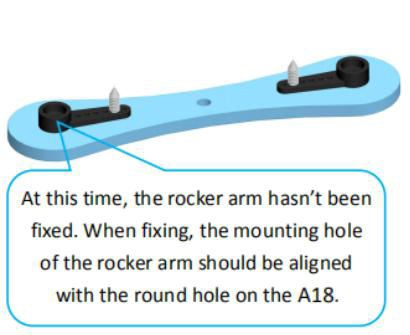 At this time, the rocker arm hasn’t been
fixed. When fixing, the mounting hole
of the rocker arm should be aligned
with the round hole on the A18.